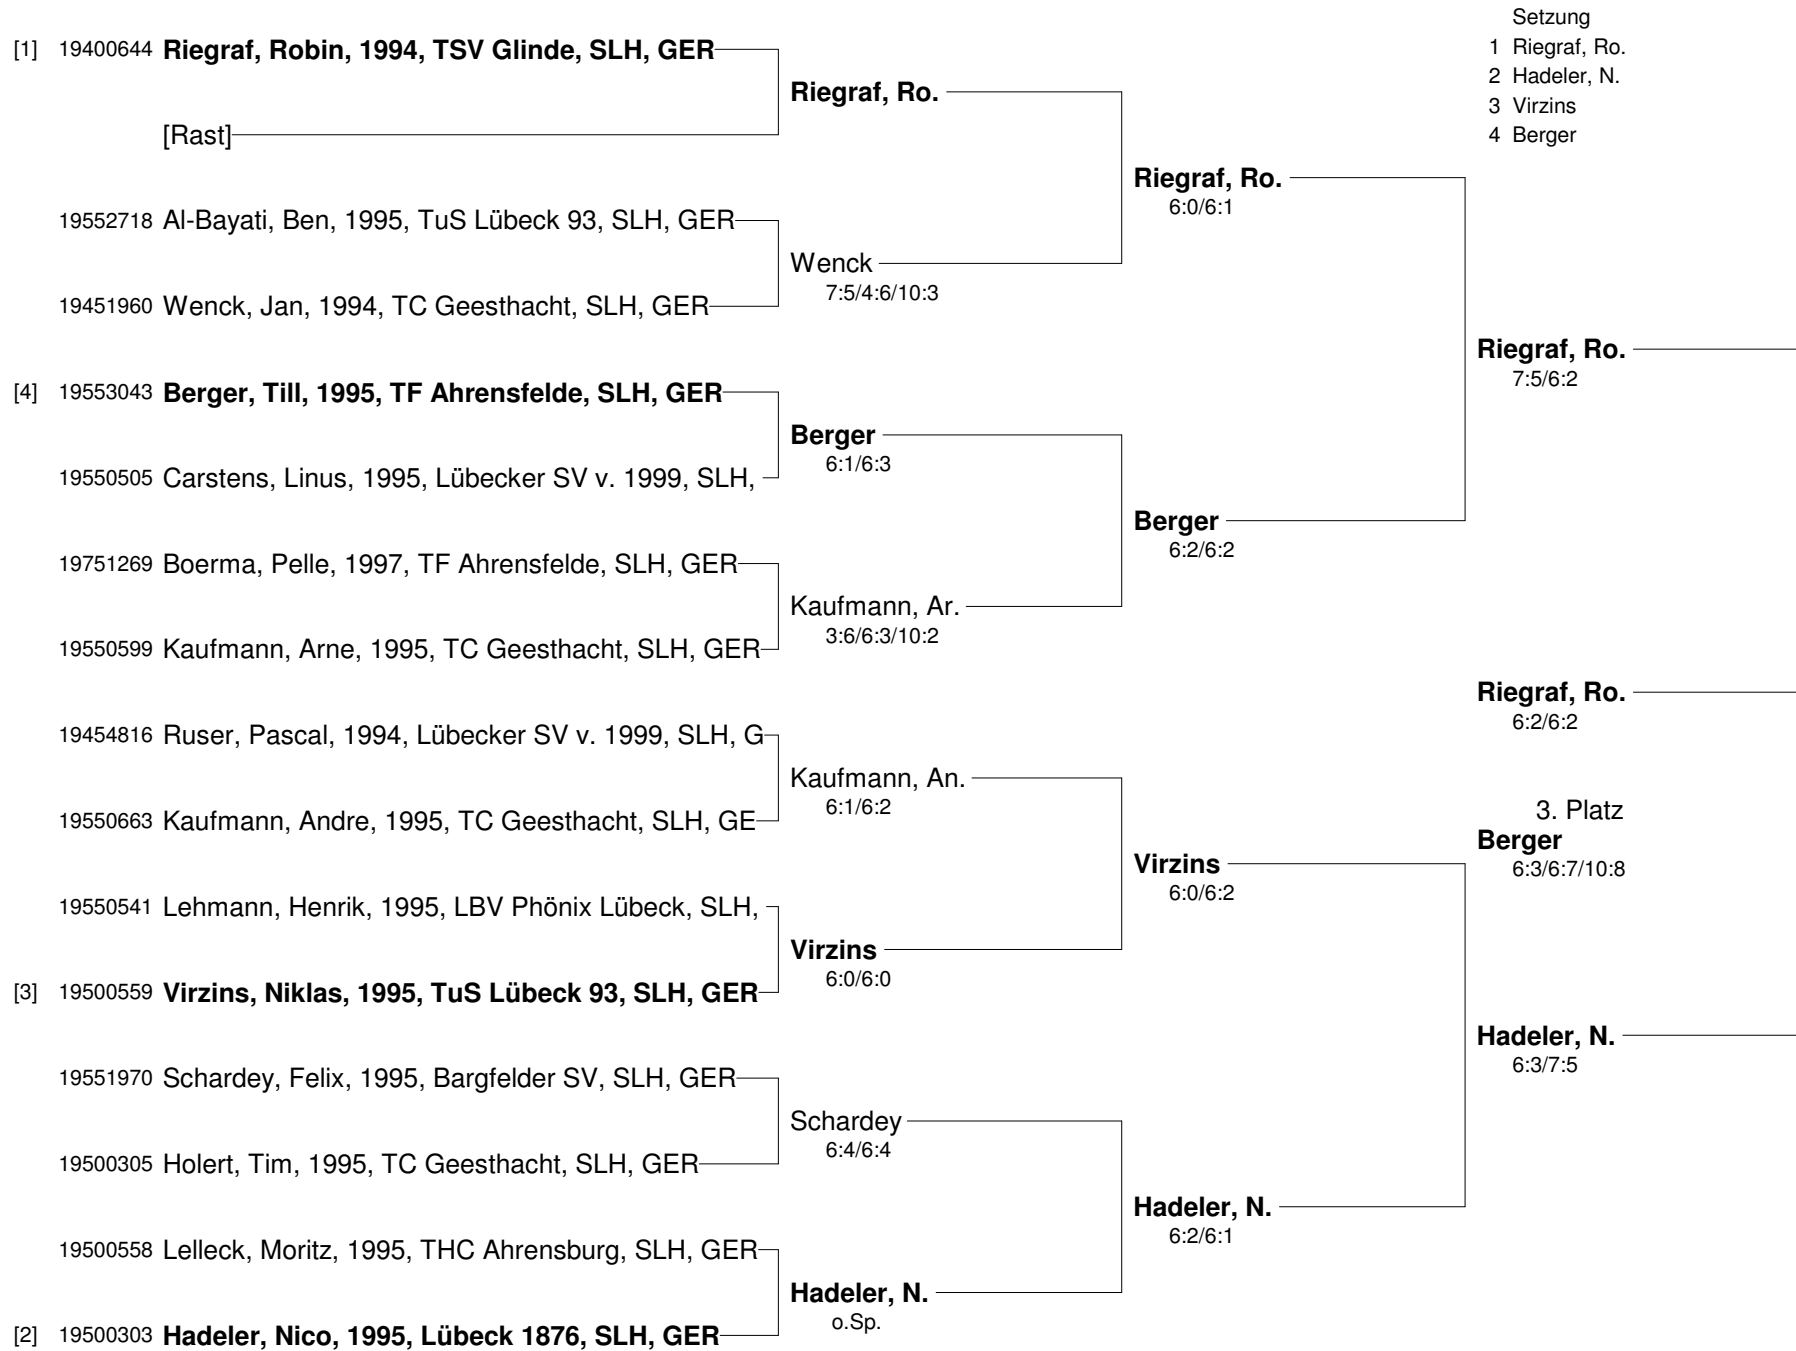 Setzung
1 Riegraf, Ro.
2 Hadeler, N.
3 Virzins
4 Berger
[1] 19400644 Riegraf, Robin, 1994, TSV Glinde, SLH, GER
Riegraf, Ro.
[Rast]
Riegraf, Ro.
6:0/6:1
19552718 Al-Bayati, Ben, 1995, TuS Lübeck 93, SLH, GER
Wenck
7:5/4:6/10:3
19451960 Wenck, Jan, 1994, TC Geesthacht, SLH, GER
Riegraf, Ro.
7:5/6:2
[4] 19553043 Berger, Till, 1995, TF Ahrensfelde, SLH, GER
Berger
6:1/6:3
19550505 Carstens, Linus, 1995, Lübecker SV v. 1999, SLH,
Berger
6:2/6:2
19751269 Boerma, Pelle, 1997, TF Ahrensfelde, SLH, GER
Kaufmann, Ar.
3:6/6:3/10:2
19550599 Kaufmann, Arne, 1995, TC Geesthacht, SLH, GER
Riegraf, Ro.
6:2/6:2
19454816 Ruser, Pascal, 1994, Lübecker SV v. 1999, SLH, G
Kaufmann, An.
6:1/6:2
19550663 Kaufmann, Andre, 1995, TC Geesthacht, SLH, GE
3. Platz
Berger
6:3/6:7/10:8
Virzins
6:0/6:2
19550541 Lehmann, Henrik, 1995, LBV Phönix Lübeck, SLH,
Virzins
6:0/6:0
[3] 19500559 Virzins, Niklas, 1995, TuS Lübeck 93, SLH, GER
Hadeler, N.
6:3/7:5
19551970 Schardey, Felix, 1995, Bargfelder SV, SLH, GER
Schardey
6:4/6:4
19500305 Holert, Tim, 1995, TC Geesthacht, SLH, GER
Hadeler, N.
6:2/6:1
19500558 Lelleck, Moritz, 1995, THC Ahrensburg, SLH, GER
Hadeler, N.
o.Sp.
[2] 19500303 Hadeler, Nico, 1995, Lübeck 1876, SLH, GER